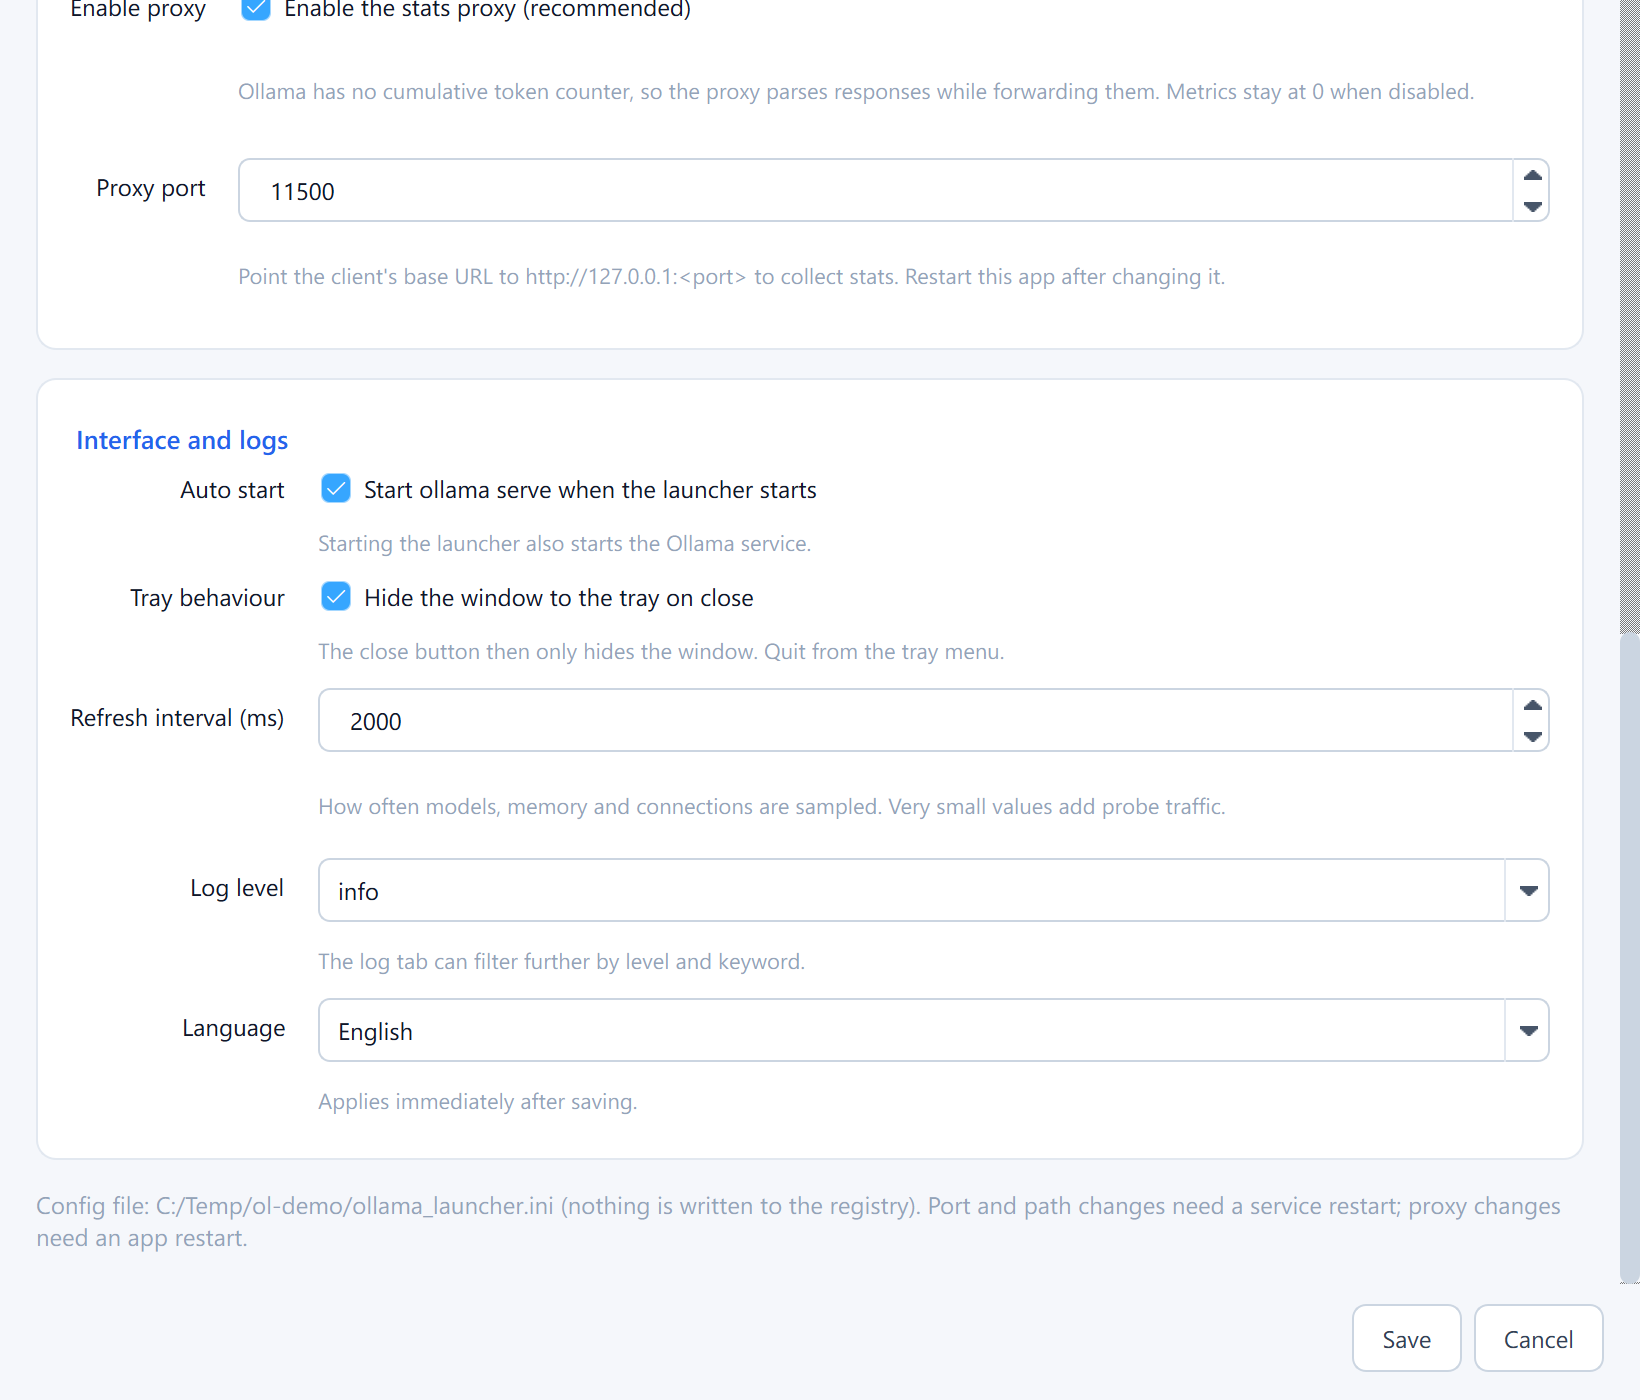 Enable proxy
Enable the stats proxy (recommended)
Ollama has no cumulative token counter, so the proxy parses responses while forwarding them. Metrics stay at 0 when disabled.
Proxy port
11500
Point the client's base URL to http://127.0.0.1:<port> to collect stats. Restart this app after changing it.
Interface and logs
Auto start
Start ollama serve when the launcher starts
Starting the launcher also starts the Ollama service.
Tray behaviour
Hide the window to the tray on close
The close button then only hides the window. Quit from the tray menu.
Refresh interval (ms)
2000
How often models, memory and connections are sampled. Very small values add probe traffic.
Log level
info
The log tab can filter further by level and keyword.
Language
English
Applies immediately after saving.
Config file: C:/Temp/ol-demo/ollama_launcher.ini (nothing is written to the registry). Port and path changes need a service restart; proxy changes
need an app restart.
Save
Cancel